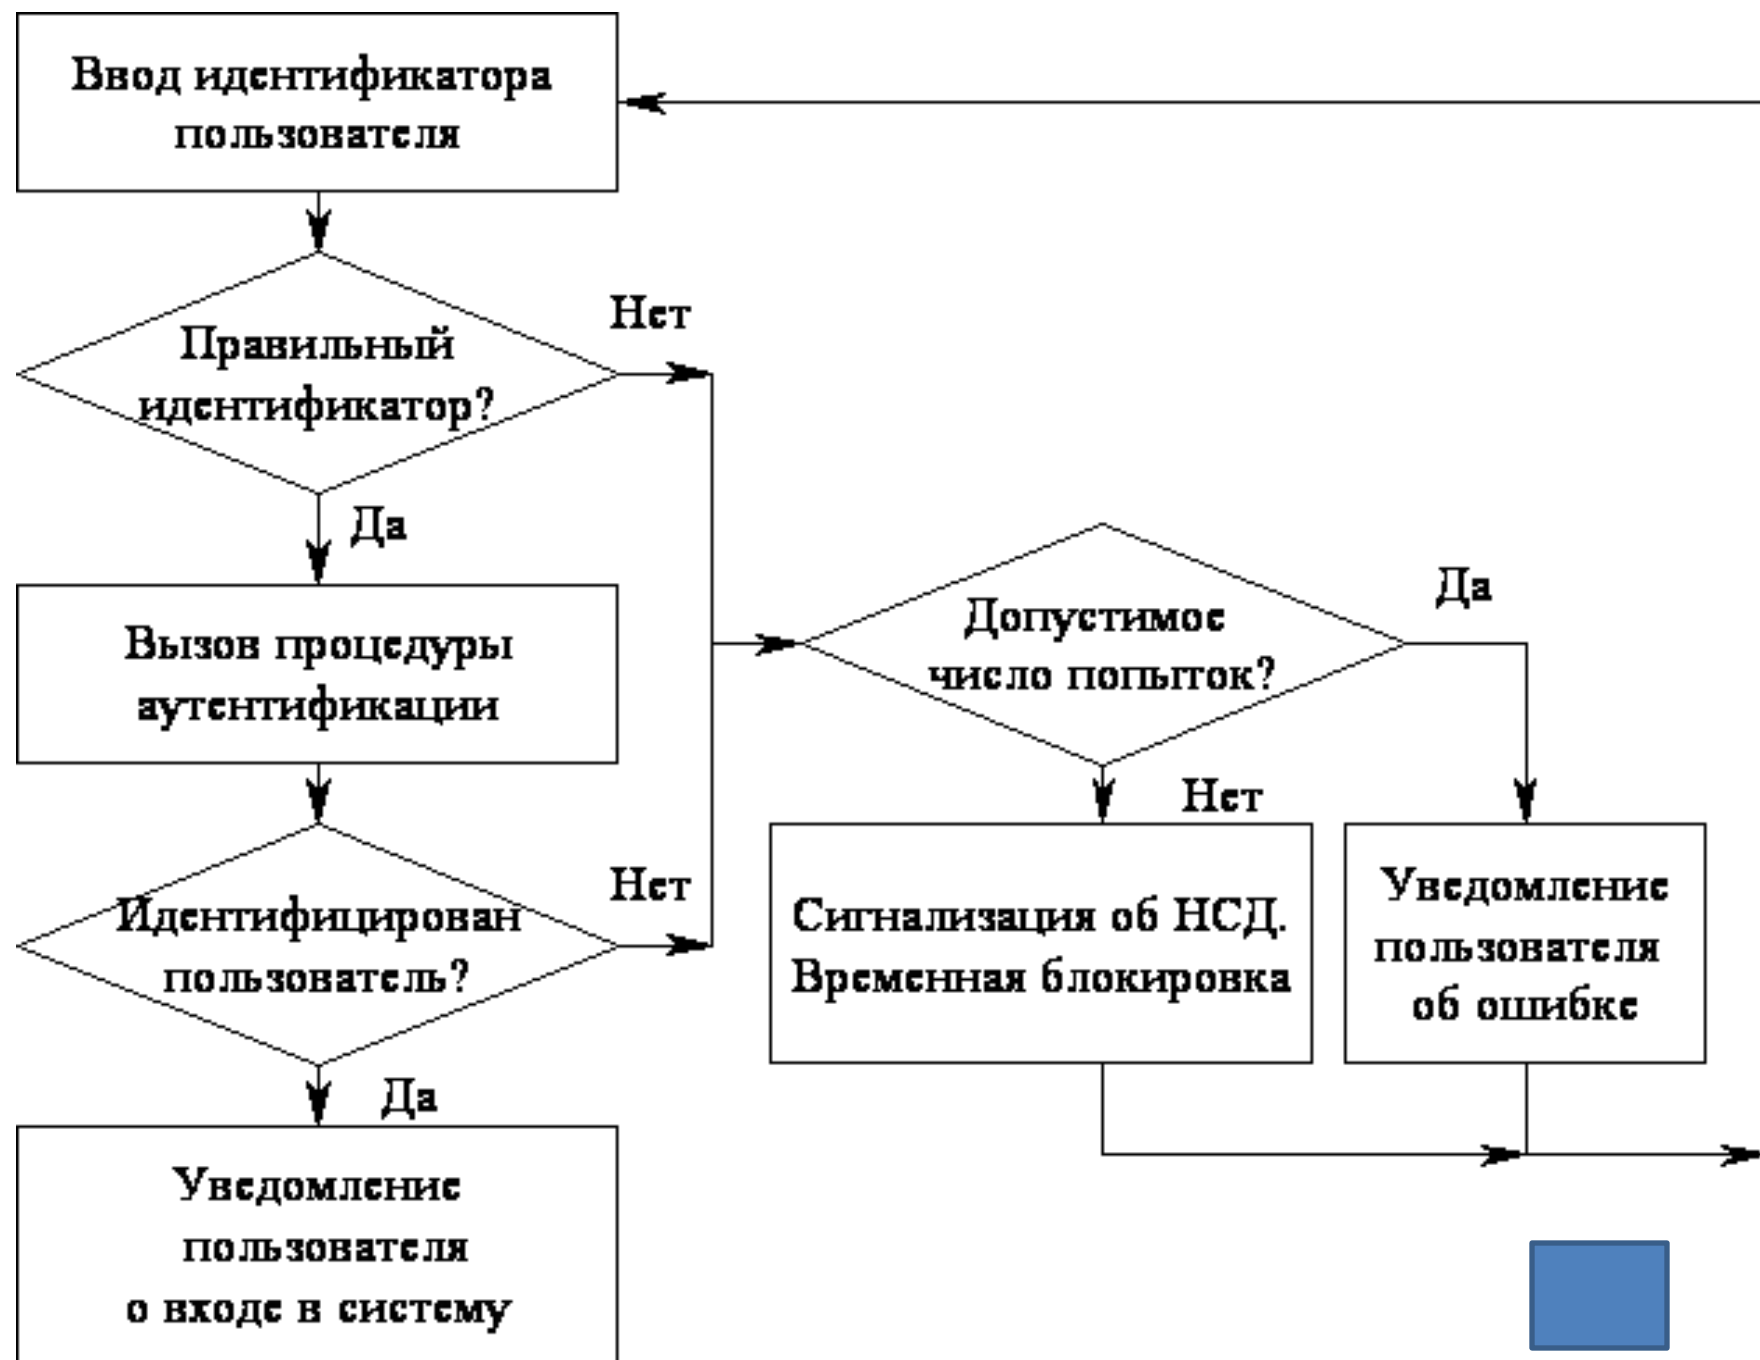 Ввод идентификатора
пользователя
Нет
Правильный
идентификатор?
Да
Вызов процедуры
аутентификации
Допустимое
число попыток?
Да
Нет
Нет
Идентифицирован
пользователь?
Сигнализация об НСД.
Временная блокировка
Уведомление
пользователя
об ошибке
Да
Уведомление
пользователя
о входе в систему